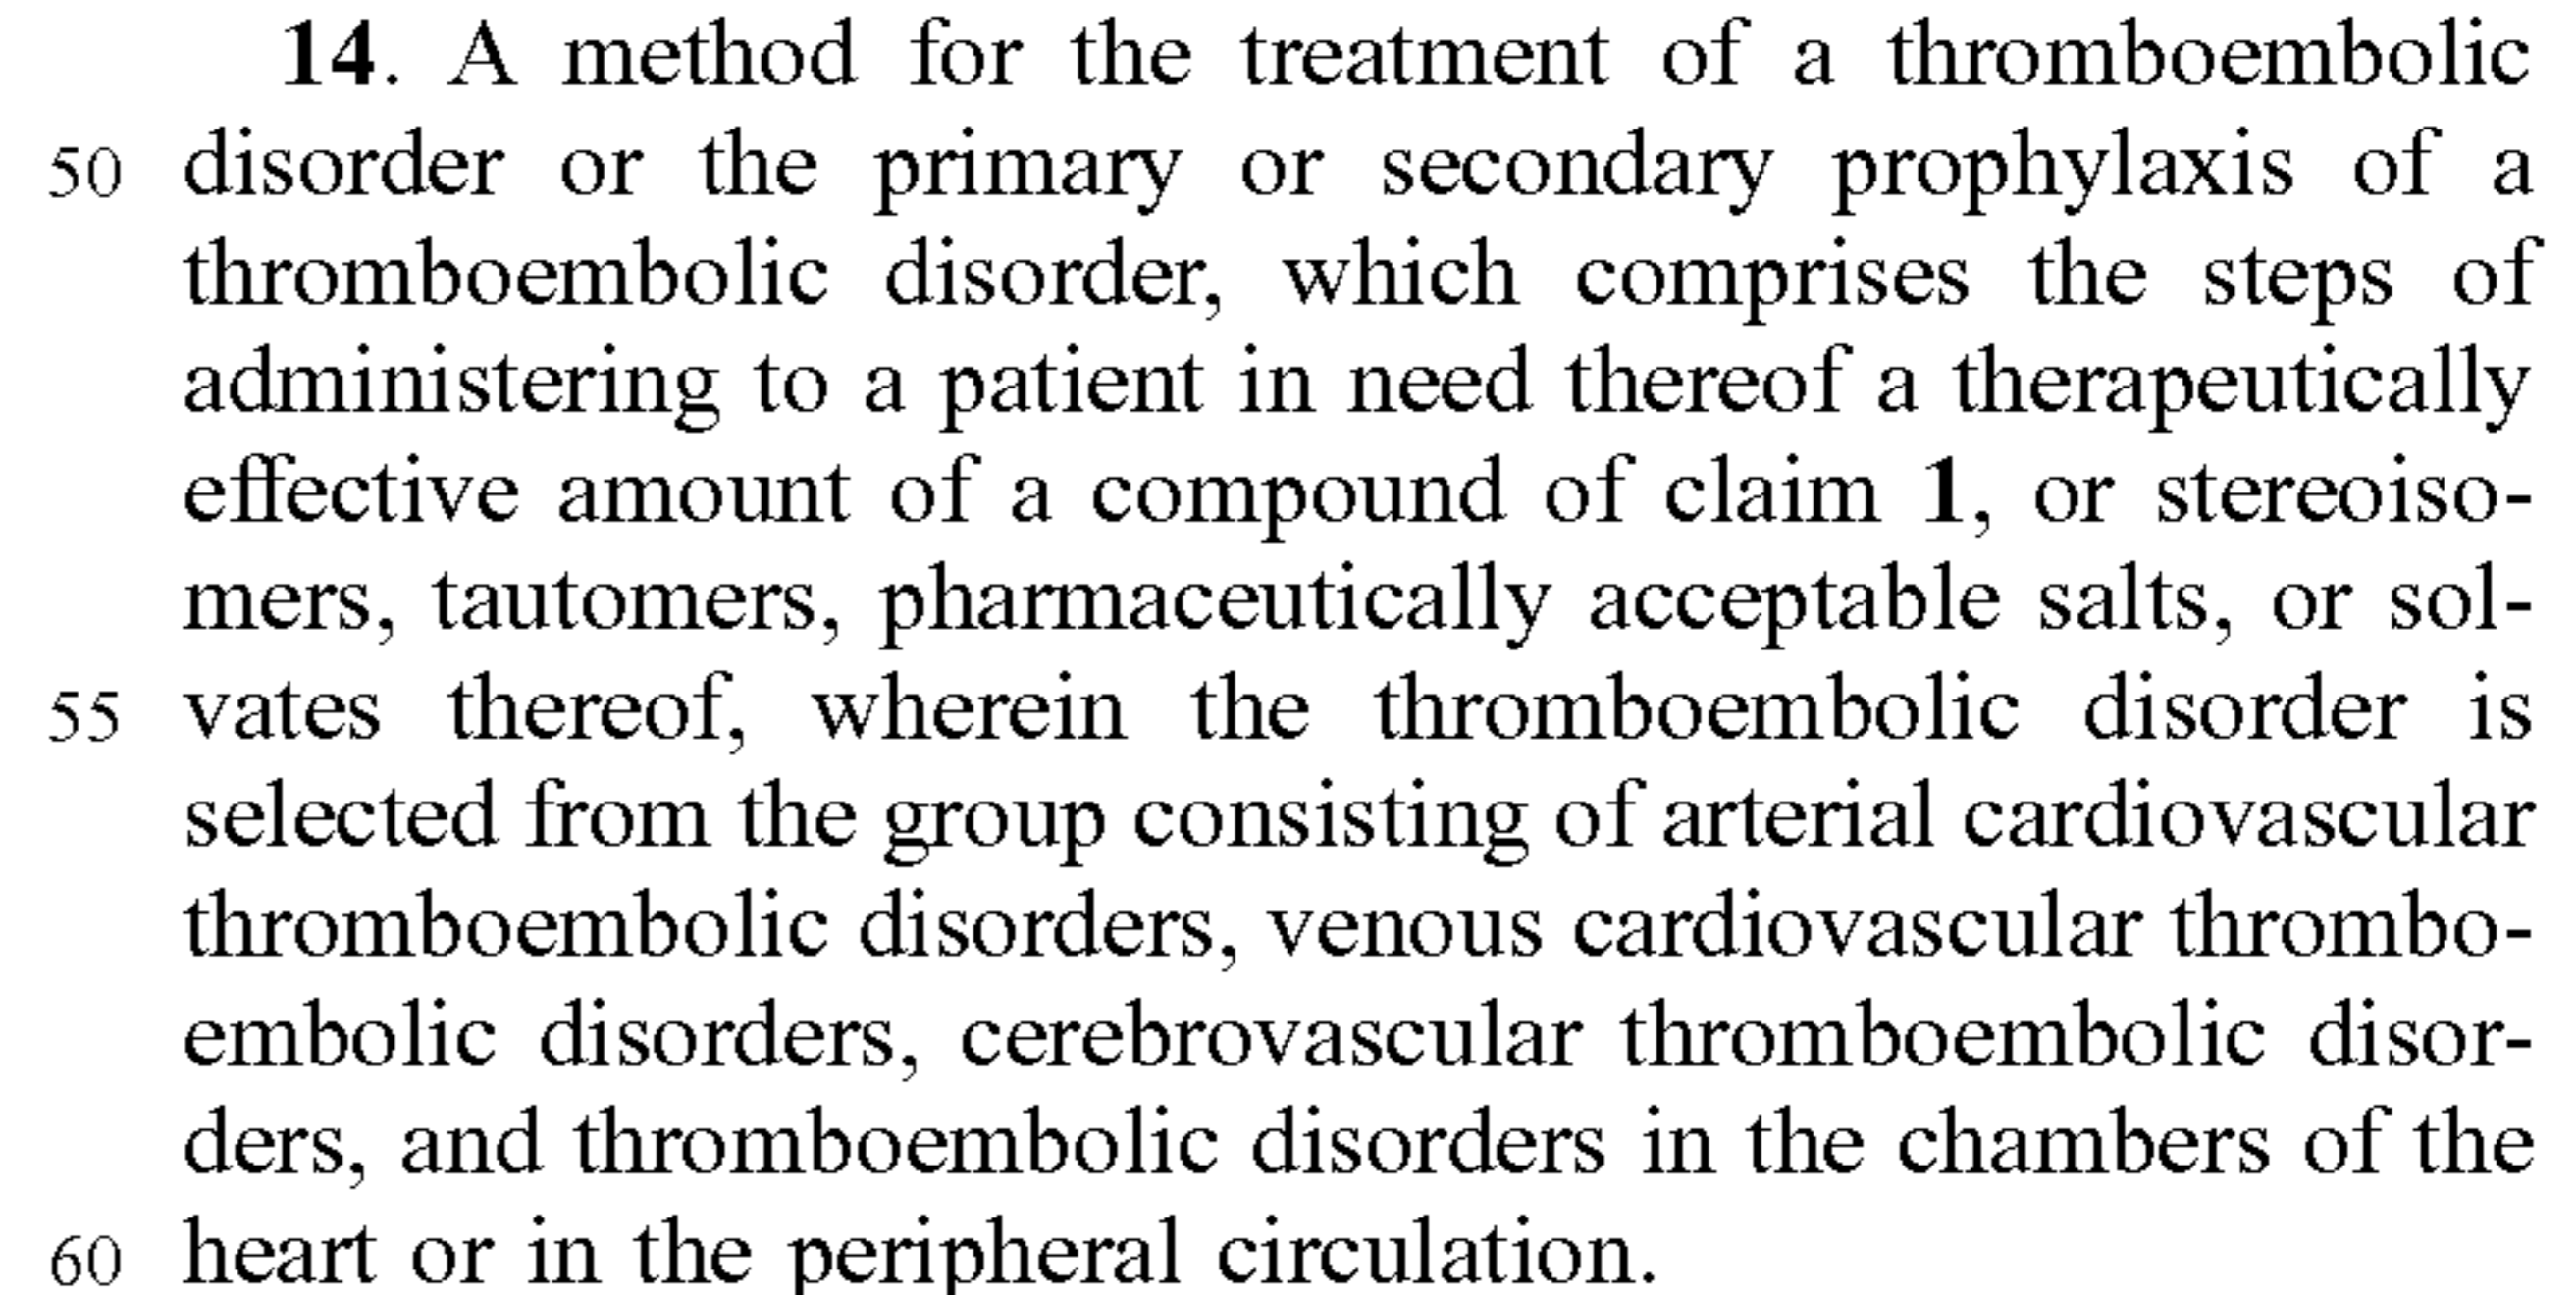 14. A method for the treatment of a thromboembolic
50 disorder or the primary or secondary prophylaxis of a
thromboembolic disorder, which comprises the steps of
administering to a patient in need thereof a therapeutically
effective amount of a compound of claim 1, or stereoiso-
mers, tautomers, pharmaceutically acceptable salts, or sol-
55 vates thereof, wherein the thromboembolic disorder is
selected from the group consisting of arterial cardiovascular
thromboembolic disorders, venous cardiovascular thrombo-
embolic disorders, cerebrovascular thromboembolic disor-
ders, and thromboembolic disorders in the chambers of the
60 heart or in the peripheral circulation.